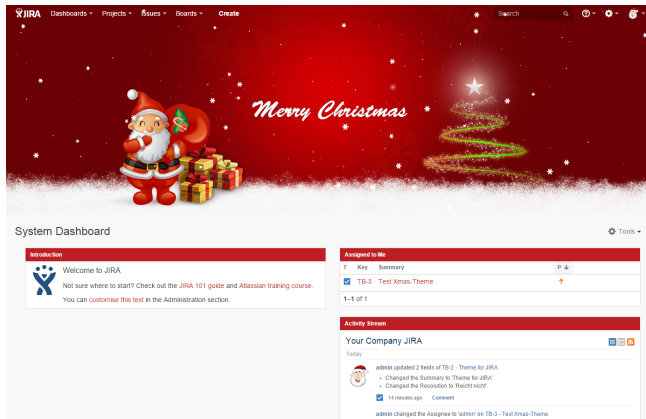 JIRA Dashboards Projects Issues Boards Create Search
Merry Christmas
System Dashboard Tools
Introduction
Welcome to JIRA
Not sure where to start? Check out the JIRA 101 guide and Atlassian training course.
You can customise this text in the Administration section.
Assigned to Me
T Key Summary P
TB-3 Test Xmas-Theme
1–1 of 1
Activity Stream
Your Company JIRA
Today
admin updated 2 fields of TB-2 - Theme for JIRA
Changed the Summary to 'Theme for JIRA'
Changed the Resolution to 'Reicht nicht'
14 minutes ago Comment
admin changed the Assignee to 'admin' on TB-3 - Test Xmas-Theme